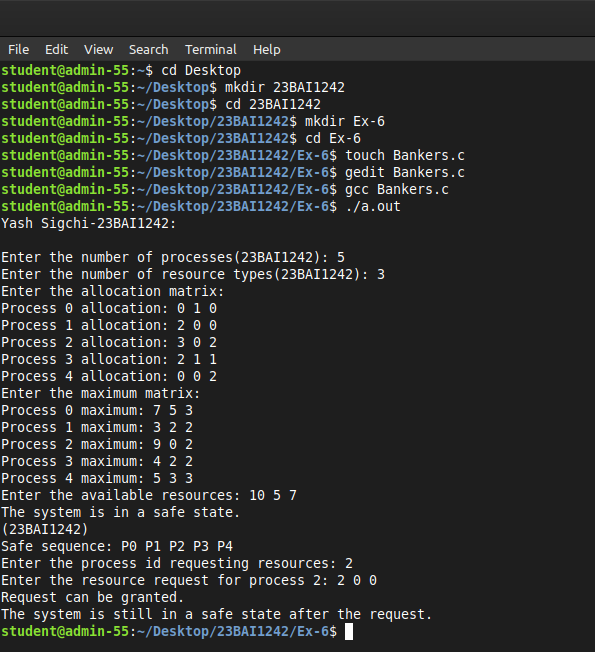 File Edit View Search Terminal Help
student@admin-55:~$ cd Desktop
student@admin-55:~/Desktop$ mkdir 23BAI1242
student@admin-55:~/Desktop$ cd 23BAI1242
student@admin-55:~/Desktop/23BAI1242$ mkdir Ex-6
student@admin-55:~/Desktop/23BAI1242$ cd Ex-6
student@admin-55:~/Desktop/23BAI1242/Ex-6$ touch Bankers.c
student@admin-55:~/Desktop/23BAI1242/Ex-6$ gedit Bankers.c
student@admin-55:~/Desktop/23BAI1242/Ex-6$ gcc Bankers.c
student@admin-55:~/Desktop/23BAI1242/Ex-6$ ./a.out
Yash Sigchi-23BAI1242:
Enter the number of processes(23BAI1242): 5
Enter the number of resource types(23BAI1242): 3
Enter the allocation matrix:
Process 0 allocation: 0 1 0
Process 1 allocation: 2 0 0
Process 2 allocation: 3 0 2
Process 3 allocation: 2 1 1
Process 4 allocation: 0 0 2
Enter the maximum matrix:
Process 0 maximum: 7 5 3
Process 1 maximum: 3 2 2
Process 2 maximum: 9 0 2
Process 3 maximum: 4 2 2
Process 4 maximum: 5 3 3
Enter the available resources: 10 5 7
The system is in a safe state.
(23BAI1242)
Safe sequence: P0 P1 P2 P3 P4
Enter the process id requesting resources: 2
Enter the resource request for process 2: 2 0 0
Request can be granted.
The system is still in a safe state after the request.
student@admin-55:~/Desktop/23BAI1242/Ex-6$